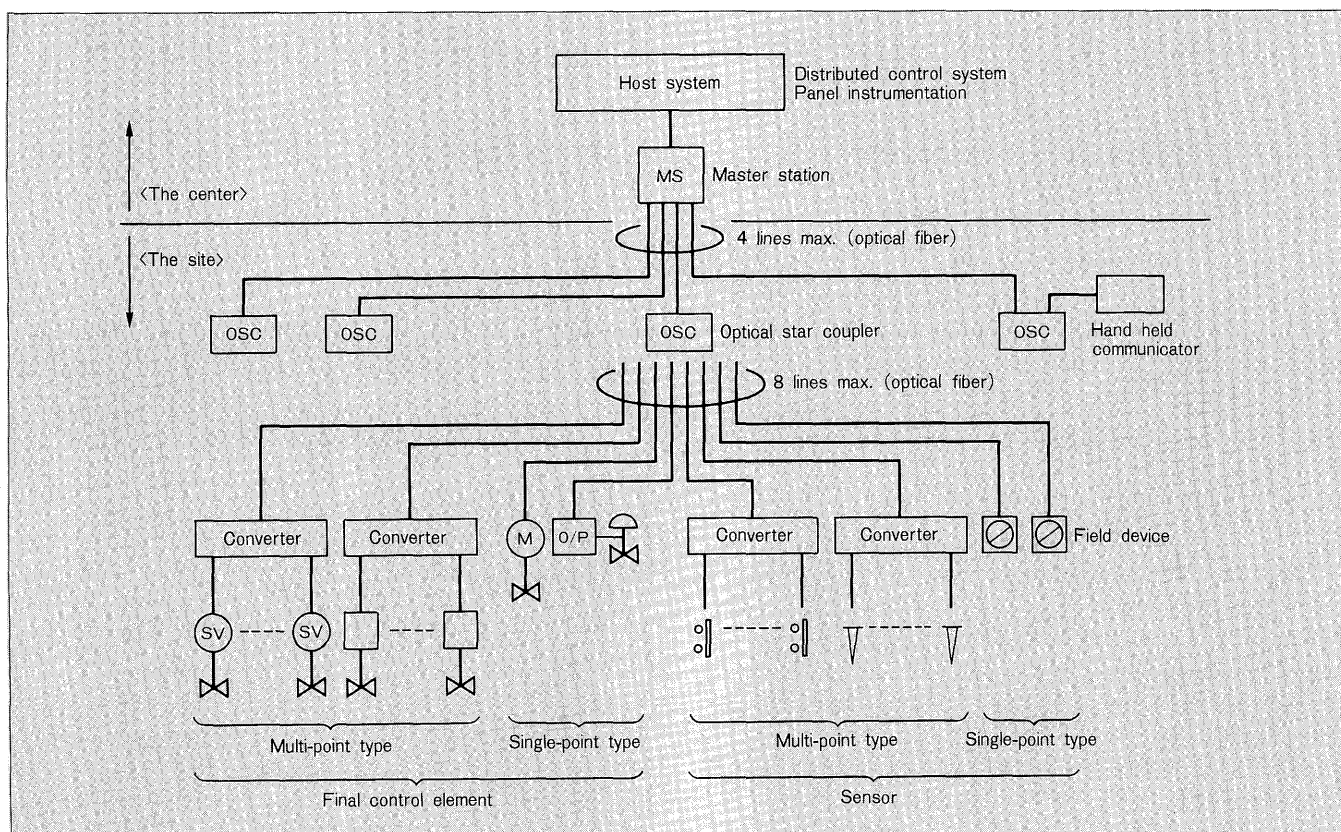 Host system
Distributed control system
Panel instrumentation
MS
Master station
〈The center〉
4 lines max. (optical fiber)
〈The site〉
OSC
OSC
OSC
Optical star coupler
OSC
Hand held
communicator
8 lines max. (optical fiber)
Converter
Converter
M
O/P
Converter
Converter
Field device
SV
SV
Multi-point type
Single-point type
Multi-point type
Single-point type
Final control element
Sensor